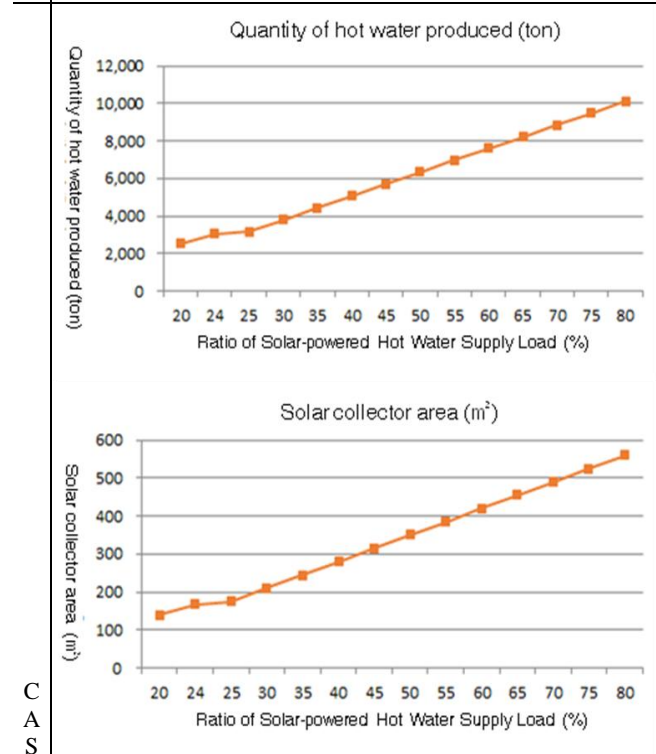 Quantity of hot water produced (ton)
Quantity of hot water produced (ton)
12,000
10,000
8,000
6,000
4,000
2,000
0
20 24 25 30 35 40 45 50 55 60 65 70 75 80
Ratio of Solar-powered Hot Water Supply Load (%)
Solar collector area (m²)
Solar collector area (m²)
600
500
400
300
200
100
0
20 24 25 30 35 40 45 50 55 60 65 70 75 80
Ratio of Solar-powered Hot Water Supply Load (%)
C
A
S